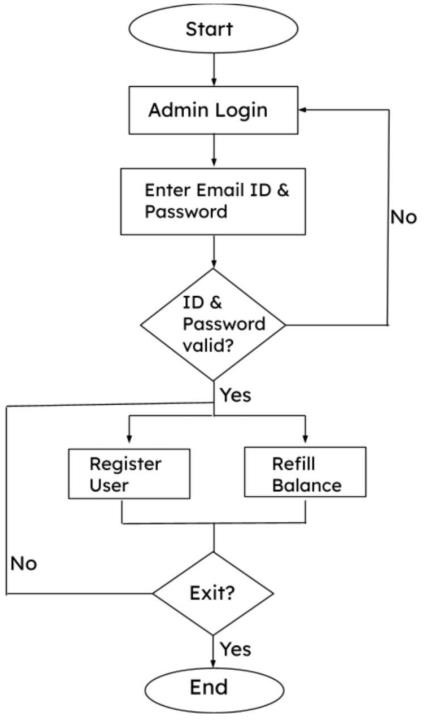 Start
Admin Login
Enter Email ID &
Password
No
ID &
Password
valid?
Yes
Register
User
Refill
Balance
No
Exit?
Yes
End